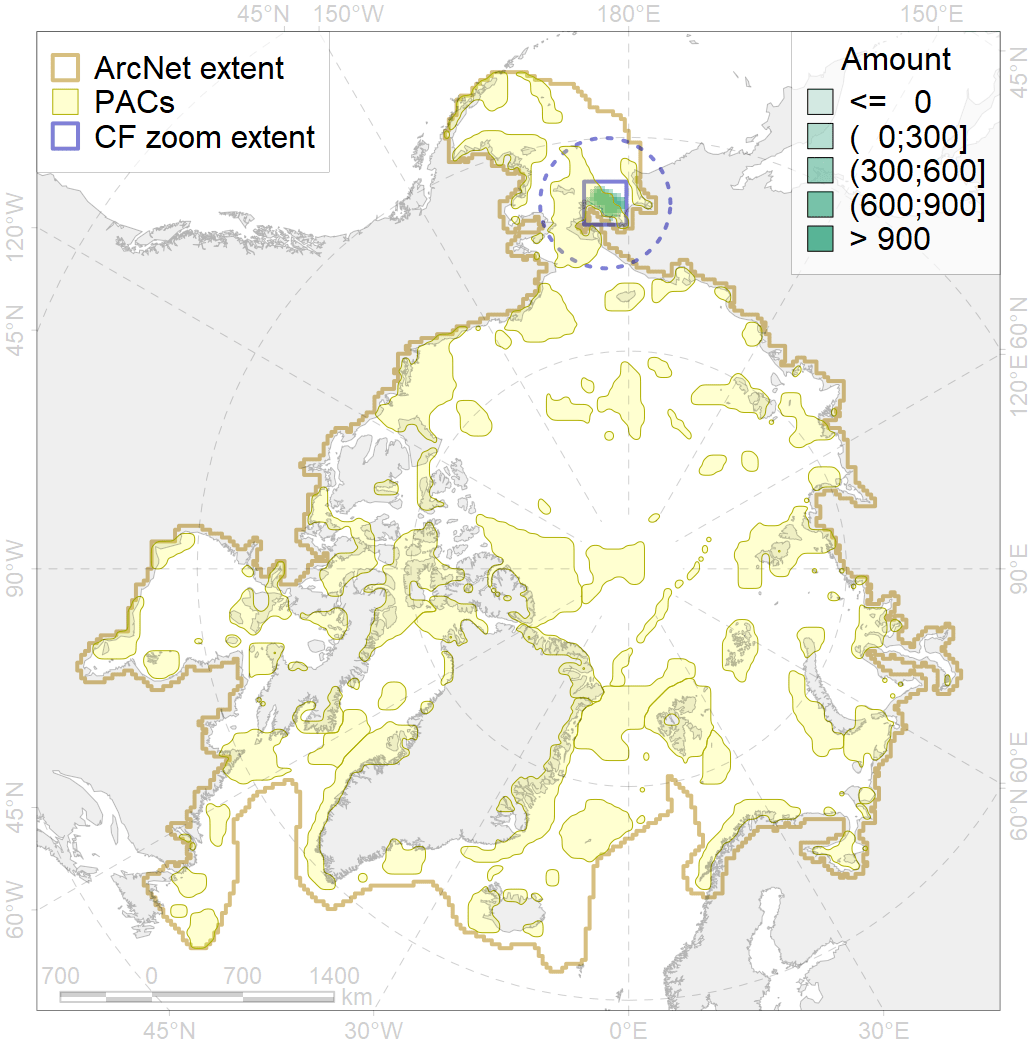 45°N 150°W 180°E 150°E
ArcNet extent
PACs
CF zoom extent
Amount
<= 0
( 0;300]
(300;600]
(600;900]
> 900
45°N
120°W
45°N
90°W
45°N
60°W
60°N
120°E
90°E
60°E
60°N
700 0 700 1400
km
45°N 30°W 0°E 30°E